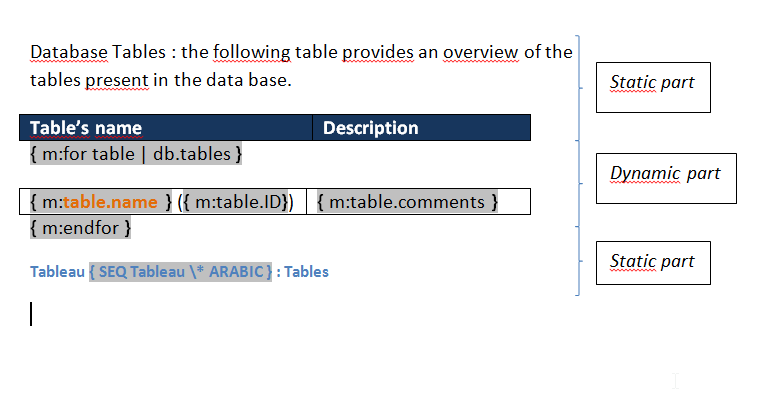 Database Tables : the following table provides an overview of the
tables present in the data base.
Static part
Table's name Description
{ m:for table | db.tables }
Dynamic part
{ m:table.name } ({ m:table.ID}) { m:table.comments }
{ m:endfor }
Static part
Tableau { SEQ Tableau \* ARABIC } : Tables